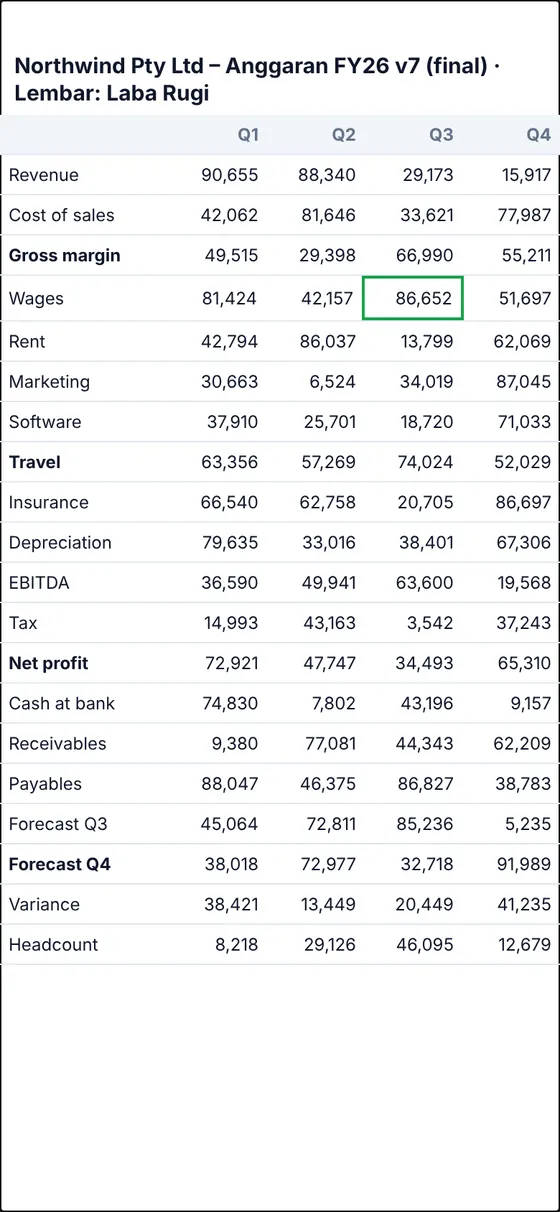 Northwind Pty Ltd – Anggaran FY26 v7 (final) ·
Lembar: Laba Rugi
Q1 Q2 Q3 Q4
Revenue 90,655 88,340 29,173 15,917
Cost of sales 42,062 81,646 33,621 77,987
Gross margin 49,515 29,398 66,990 55,211
Wages 81,424 42,157 86,652 51,697
Rent 42,794 86,037 13,799 62,069
Marketing 30,663 6,524 34,019 87,045
Software 37,910 25,701 18,720 71,033
Travel 63,356 57,269 74,024 52,029
Insurance 66,540 62,758 20,705 86,697
Depreciation 79,635 33,016 38,401 67,306
EBITDA 36,590 49,941 63,600 19,568
Tax 14,993 43,163 3,542 37,243
Net profit 72,921 47,747 34,493 65,310
Cash at bank 74,830 7,802 43,196 9,157
Receivables 9,380 77,081 44,343 62,209
Payables 88,047 46,375 86,827 38,783
Forecast Q3 45,064 72,811 85,236 5,235
Forecast Q4 38,018 72,977 32,718 91,989
Variance 38,421 13,449 20,449 41,235
Headcount 8,218 29,126 46,095 12,679